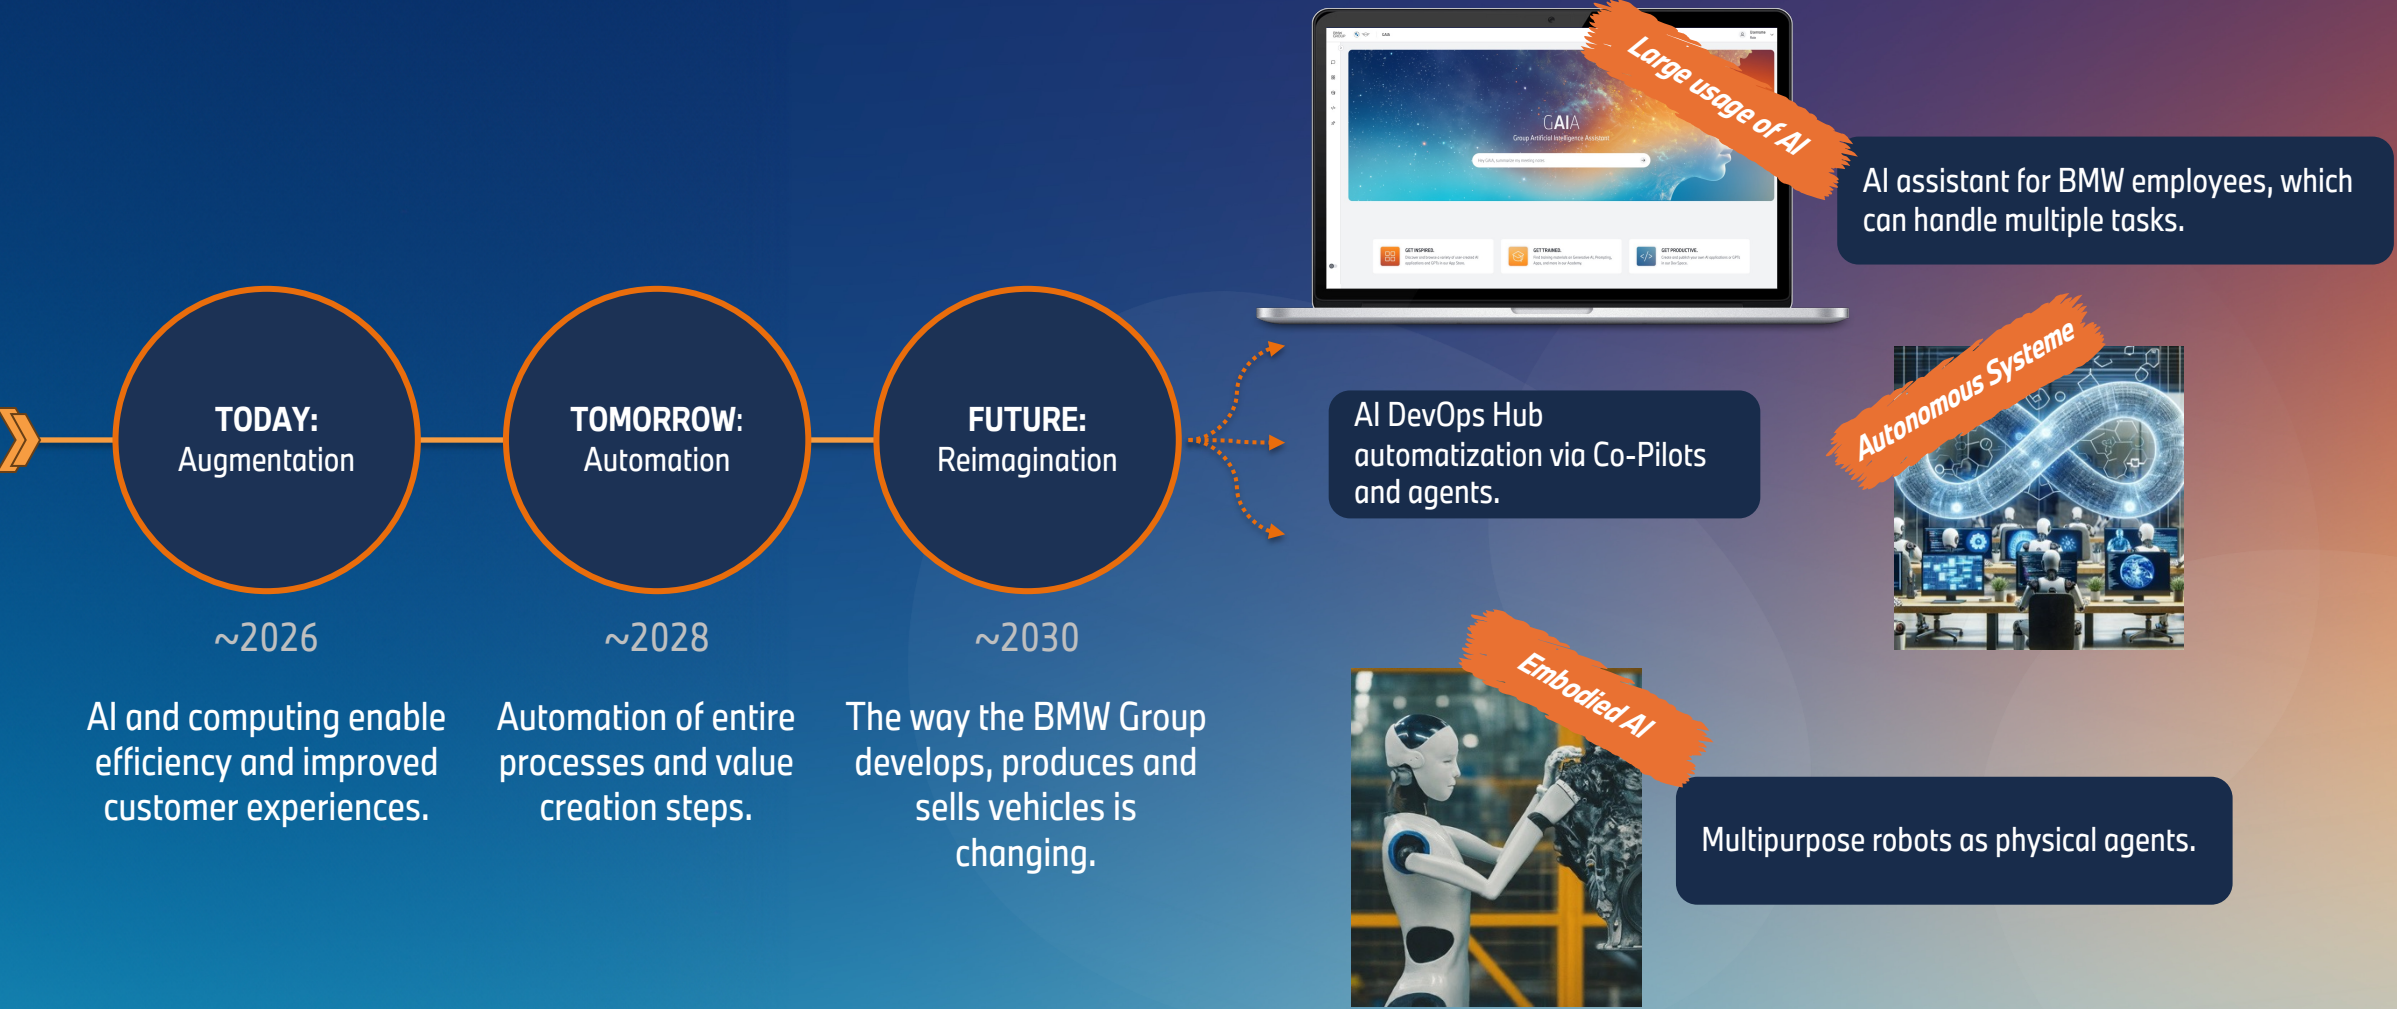 TODAY:
Augmentation
~2026
AI and computing enable
efficiency and improved
customer experiences.
TOMORROW:
Automation
~2028
Automation of entire
processes and value
creation steps.
FUTURE:
Reimagination
~2030
The way the BMW Group
develops, produces and
sells vehicles is
changing.
Large usage of AI
GAIA
GAIA
Group Artificial Intelligence Assistant
GET INSPIRED.
GET TRAINED.
GET PRODUCTIVE.
AI assistant for BMW employees, which
can handle multiple tasks.
AI DevOps Hub
automatization via Co-Pilots
and agents.
Autonomous Systeme
Embodied AI
Multipurpose robots as physical agents.